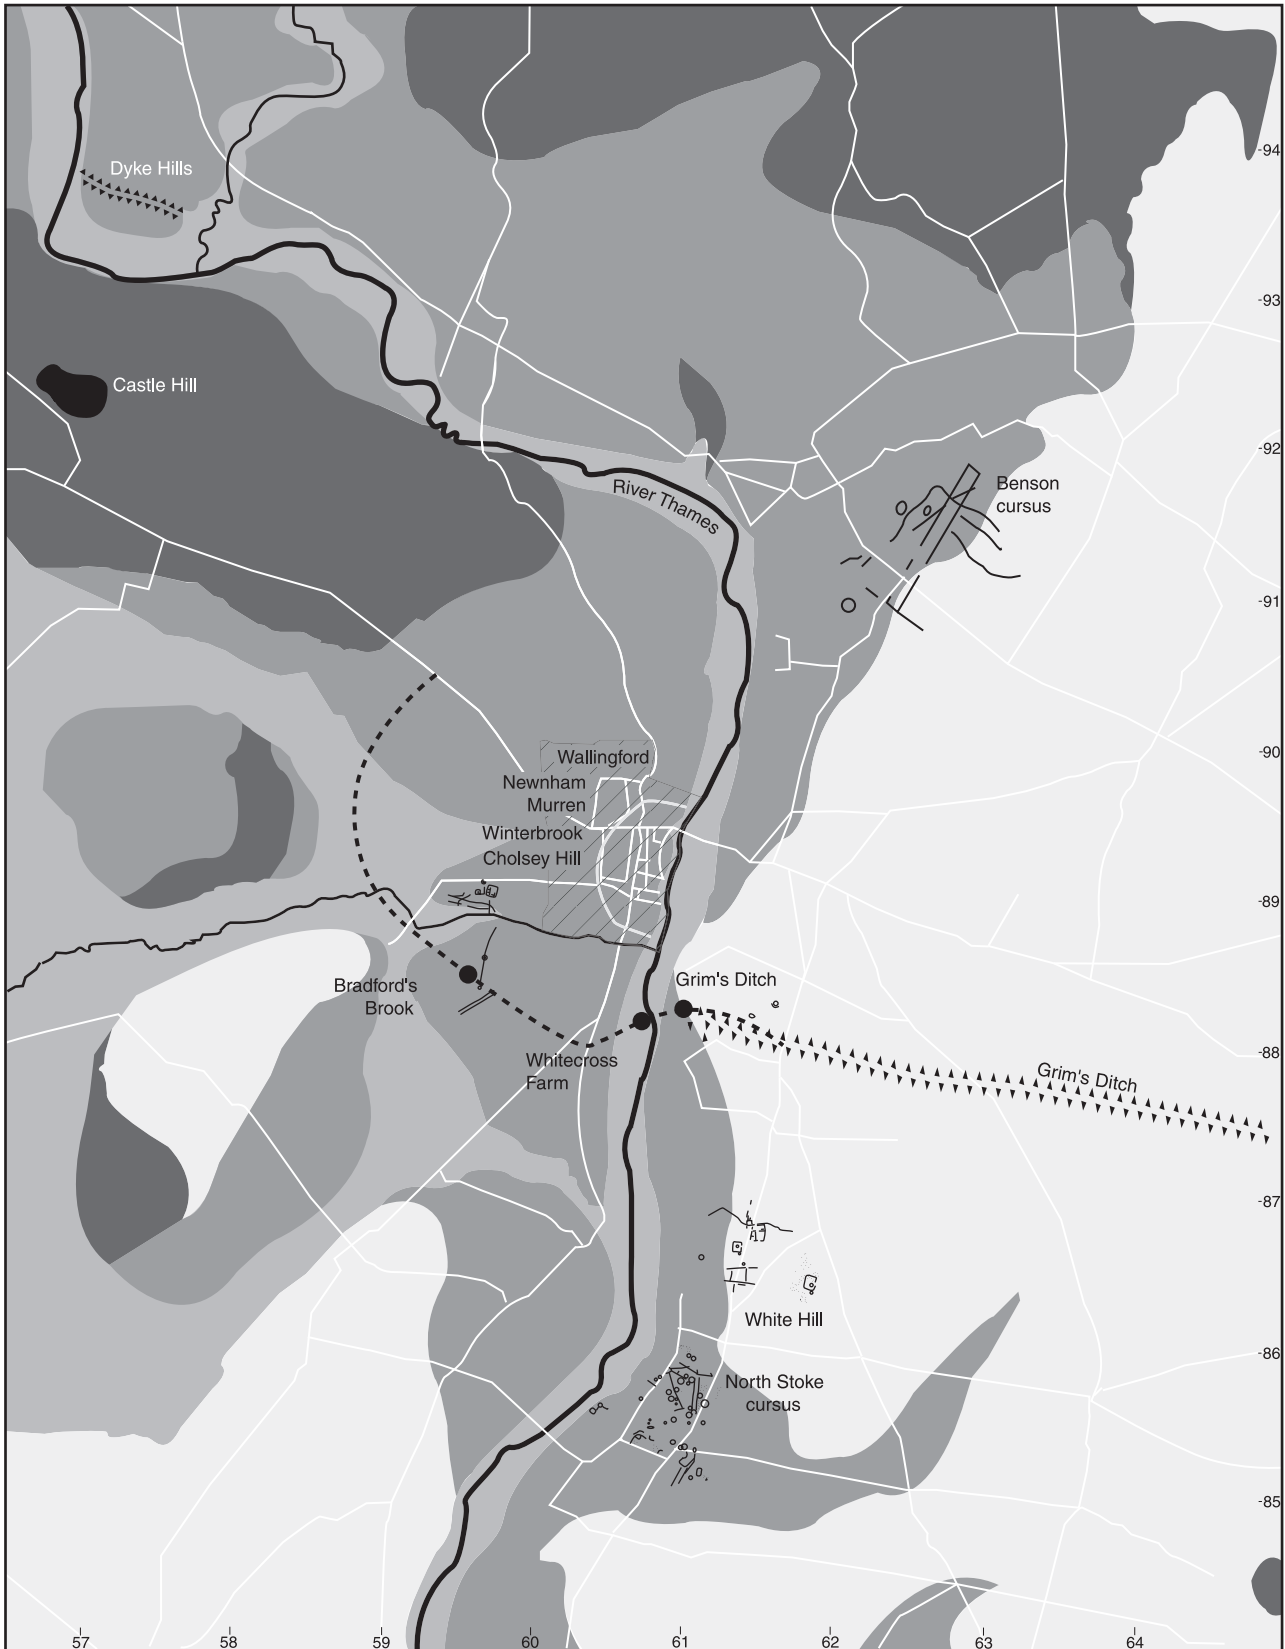 -94
Dyke Hills
-93
Castle Hill
-92
River Thames
Benson
cursus
-91
-90
Wallingford
Newnham
Murren
Winterbrook
Cholsey Hill
-89
Bradford's
Brook
Grim's Ditch
-88
Whitecross
Farm
Grim's Ditch
-87
White Hill
-86
North Stoke
cursus
-85
57
58
59
60
61
62
63
64